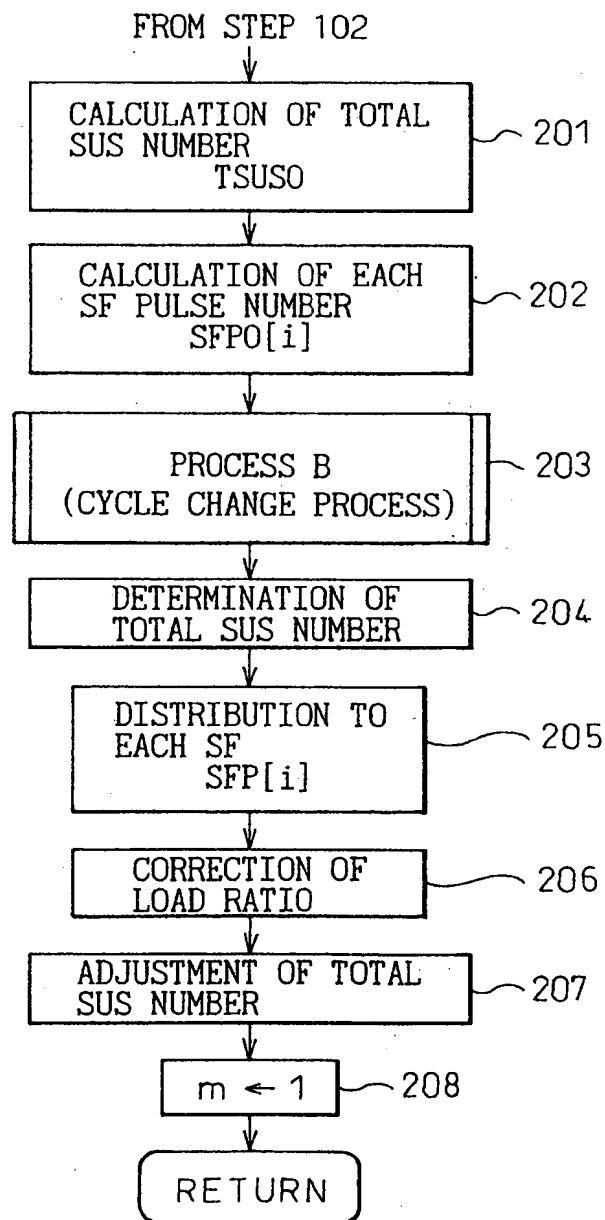 FROM STEP 102
CALCULATION OF TOTAL
SUS NUMBER
TSUSO
201
CALCULATION OF EACH
SF PULSE NUMBER
SFPO[i]
202
PROCESS B
(CYCLE CHANGE PROCESS)
203
DETERMINATION OF
TOTAL SUS NUMBER
204
DISTRIBUTION TO
EACH SF
SFP[i]
205
CORRECTION OF
LOAD RATIO
206
ADJUSTMENT OF TOTAL
SUS NUMBER
207
m ← 1
208
RETURN